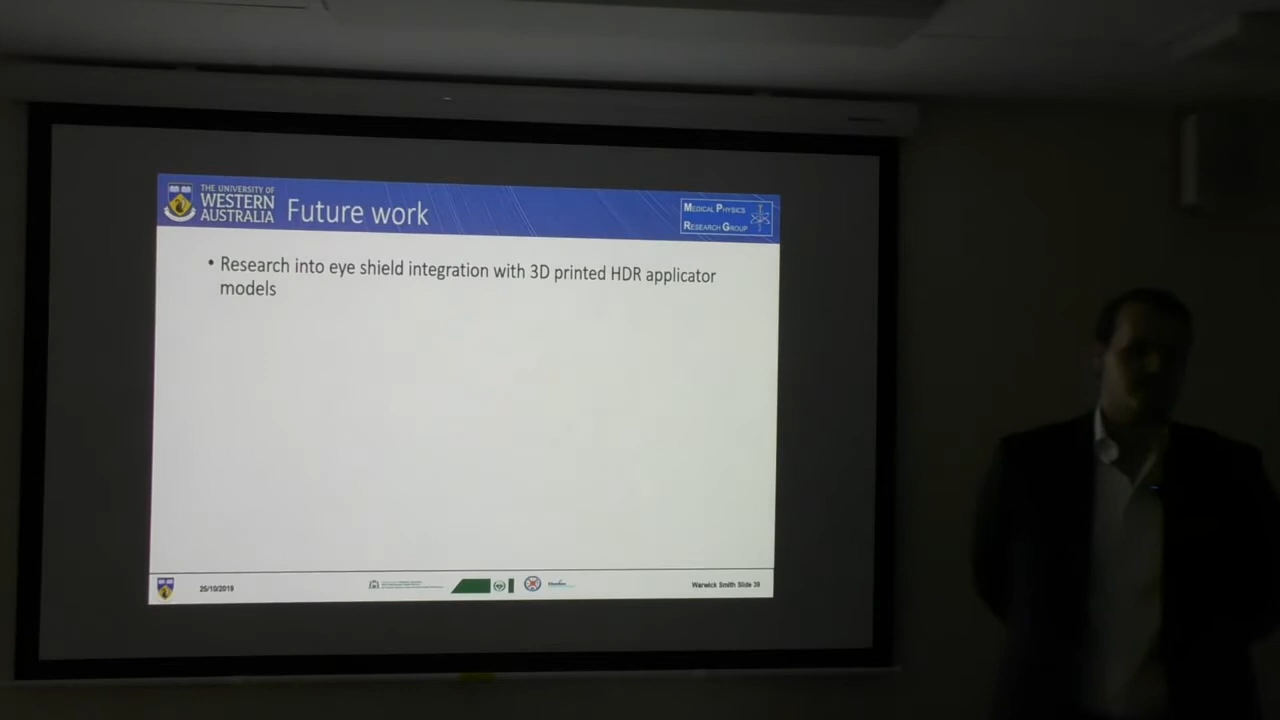 THE UNIVERSITY OF
WESTERN
AUSTRALIA
Future work
MEDICAL PHYSICS
RESEARCH GROUP
• Research into eye shield integration with 3D printed HDR applicator
models
25/10/2019
Warwick Smith Slide 39